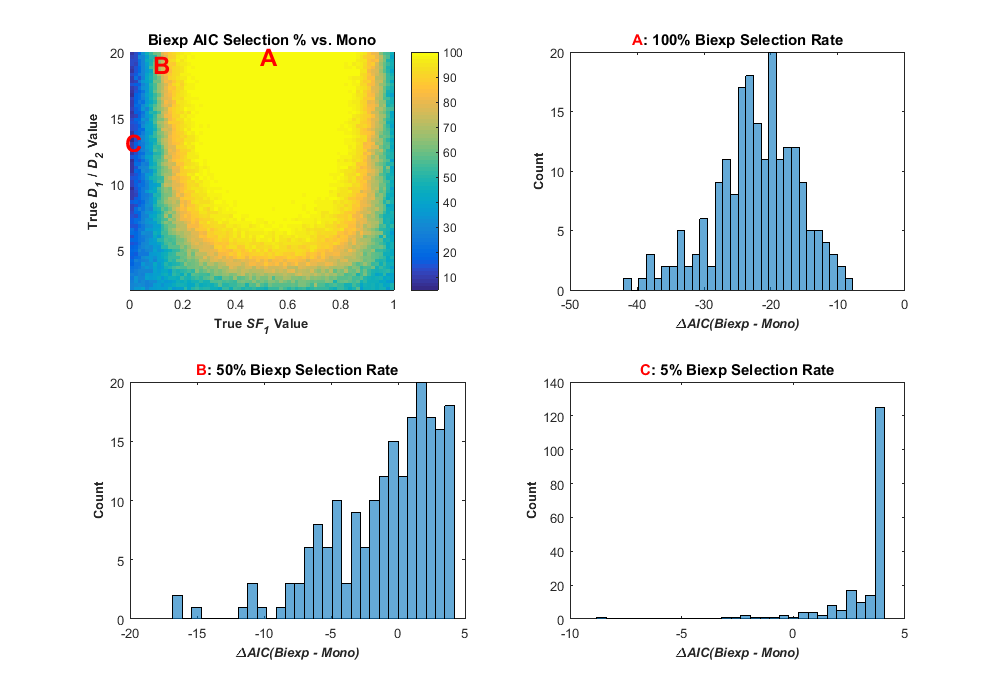 Biexp AIC Selection % vs. Mono
True D1 / D2 Value
20
15
10
5
A
B
C
0 0.2 0.4 0.6 0.8 1
True SF1 Value
100
90
80
70
60
50
40
30
20
10
A: 100% Biexp Selection Rate
Count
20
15
10
5
0
-50 -40 -30 -20 -10 0
ΔAIC(Biexp - Mono)
B: 50% Biexp Selection Rate
Count
20
15
10
5
0
-20 -15 -10 -5 0 5
ΔAIC(Biexp - Mono)
C: 5% Biexp Selection Rate
Count
140
120
100
80
60
40
20
0
-10 -5 0 5
ΔAIC(Biexp - Mono)